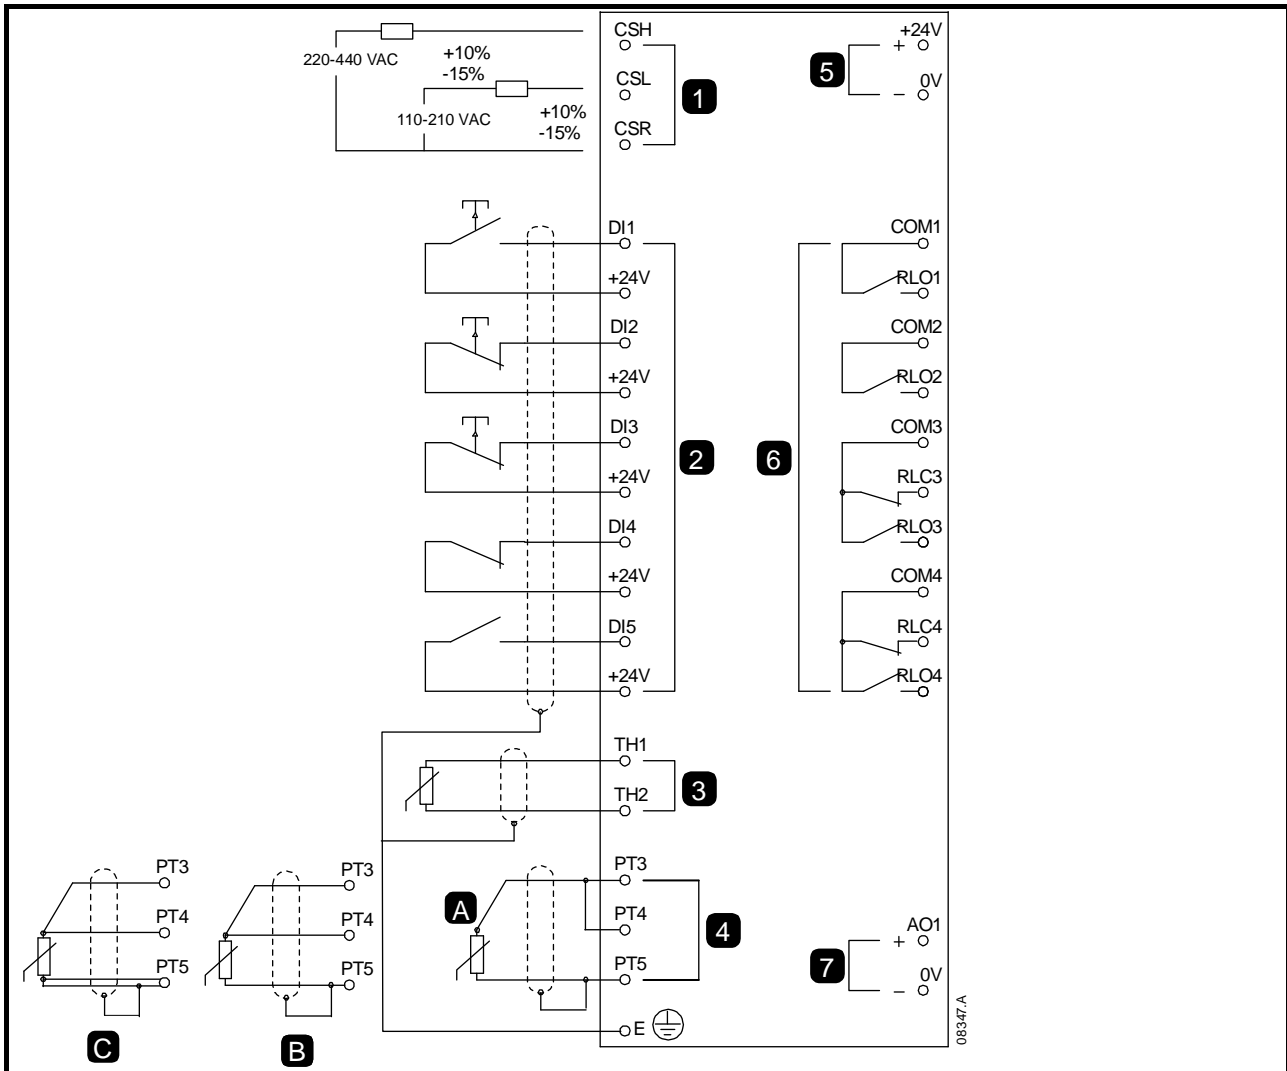 CSH
220-440 VAC
+10%
-15%
CSL
110-210 VAC
+10%
-15%
CSR
1
+24V
+
5
0V
–
DI1
+24V
DI2
+24V
DI3
+24V
DI4
+24V
DI5
+24V
2
COM1
RLO1
COM2
RLO2
COM3
RLC3
RLO3
COM4
RLC4
RLO4
6
TH1
TH2
3
PT3
PT4
PT5
C
PT3
PT4
PT5
B
A
PT3
PT4
PT5
4
E
AO1
+
7
0V
–
08347.A